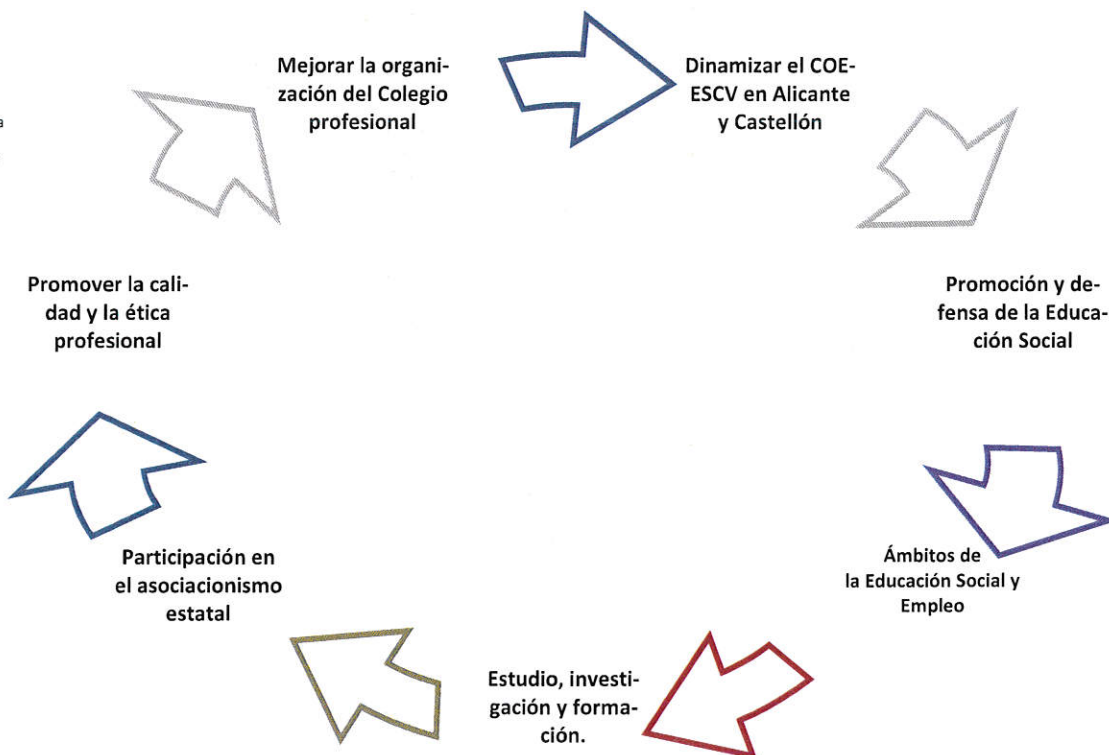 Mejorar la organi-
zación del Colegio
profesional
Dinamizar el COE-
ESCV en Alicante
y Castellón
Promoción y de-
fensa de la Educa-
ción Social
Ámbitos de
la Educación Social y
Empleo
Estudio, investi-
gación y forma-
ción.
Participación en
el asociacionismo
estatal
Promover la cali-
dad y la ética
profesional
a